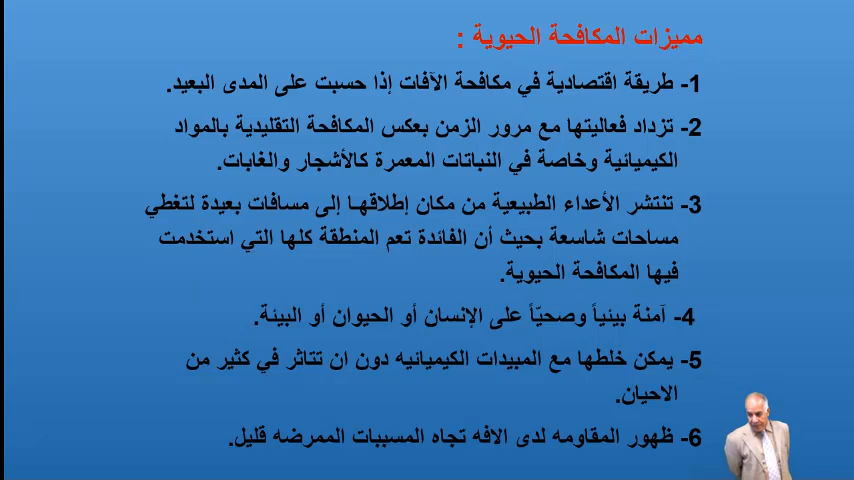 مميزات المكافحة الحيوية :
1- طريقة اقتصادية في مكافحة الآفات إذا حسبت على المدى البعيد.
2- تزداد فعاليتها مع مرور الزمن بعكس المكافحة التقليدية بالمواد
الكيميائية وخاصة في النباتات المعمرة كالأشجار والغابات.
3- تنتشر الأعداء الطبيعية من مكان إطلاقهـا إلى مسافات بعيدة لتغطي
مساحات شاسعة بحيث أن الفائدة تعم المنطقة كلها التي استخدمت
فيها المكافحة الحيوية.
4- آمنة بيئياً وصحيّاً على الإنسان أو الحيوان أو البيئة.
5- يمكن خلطها مع المبيدات الكيميائيه دون ان تتاثر في كثير من
الاحيان.
6- ظهور المقاومه لدى الافه تجاه المسببات الممرضه قليل.